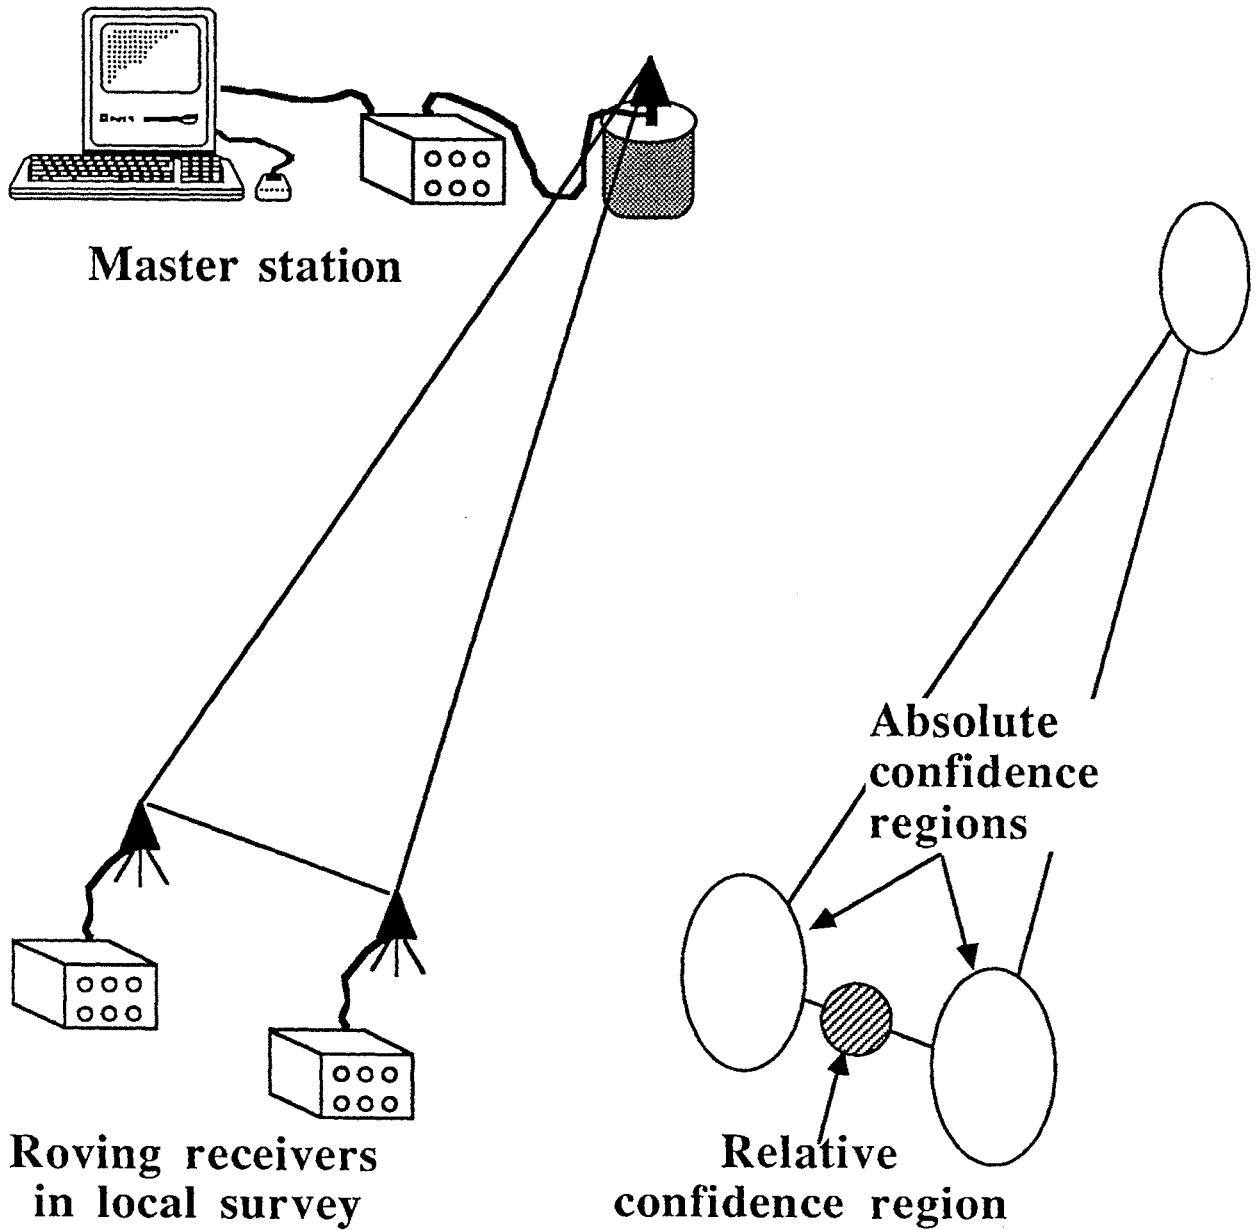 Master station
Absolute
confidence
regions
Roving receivers
in local survey
Relative
confidence region